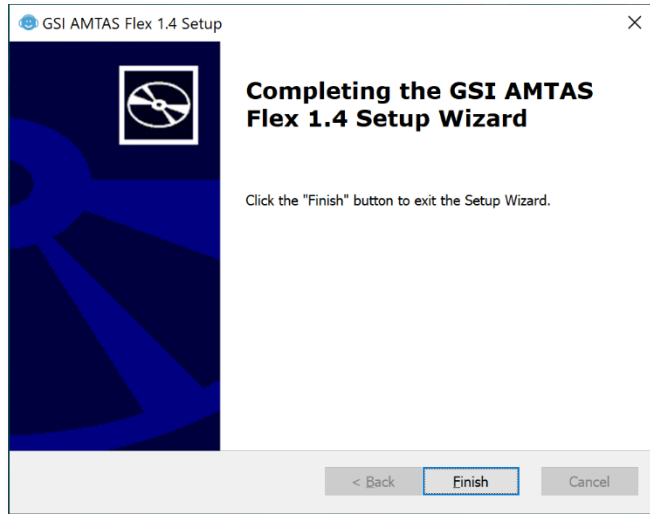 GSI AMTAS Flex 1.4 Setup
Completing the GSI AMTAS
Flex 1.4 Setup Wizard
Click the "Finish" button to exit the Setup Wizard.
< Back
Finish
Cancel